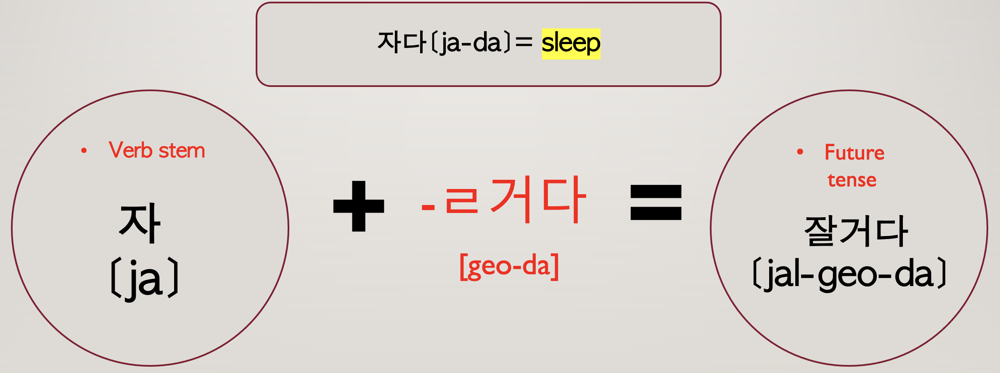 자다〔ja-da〕= sleep
• Verb stem
자
〔ja〕
+
-ㄹ거다
[geo-da]
=
• Future
tense
잘거다
〔jal-geo-da〕